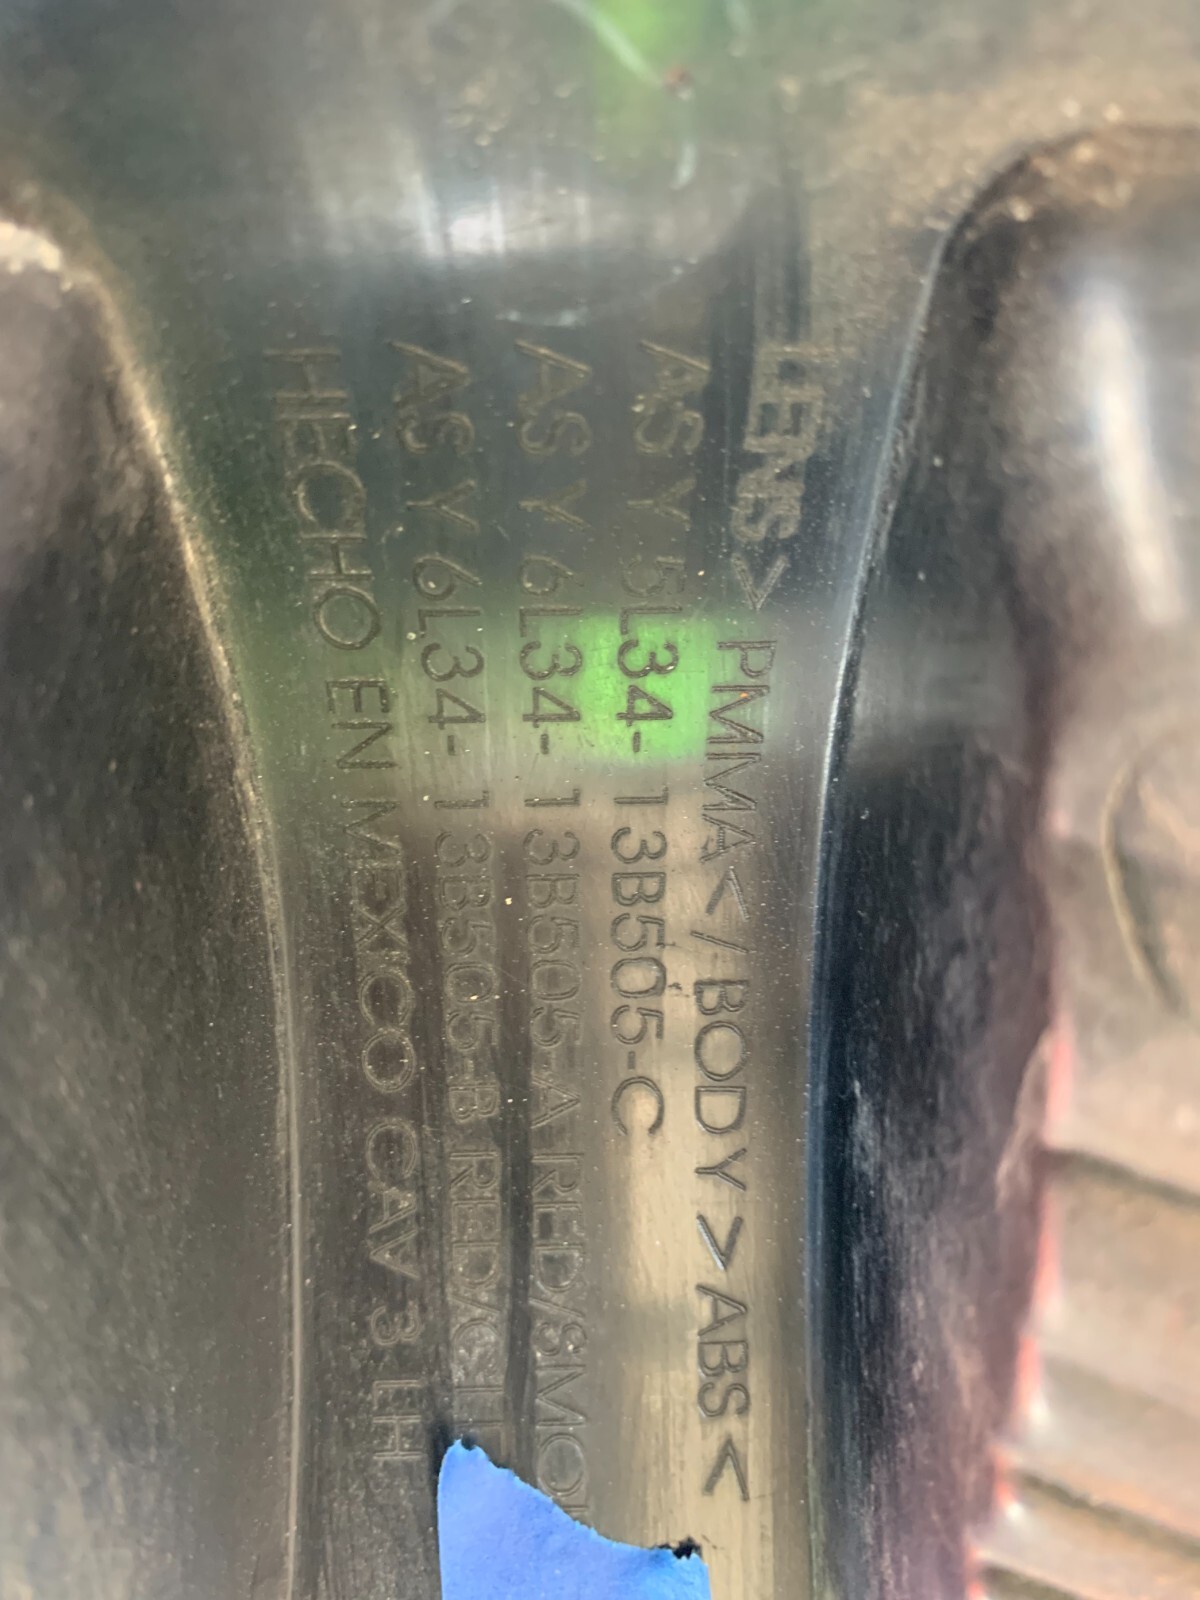 LENS>PMMA</BODY>ABS<
ASY 5L34-13B505-C
ASY 6L34-13B505-A RED/SMO
ASY 6L34-13B505-B RED/
HECHO EN MEXICO CAV 3 LH